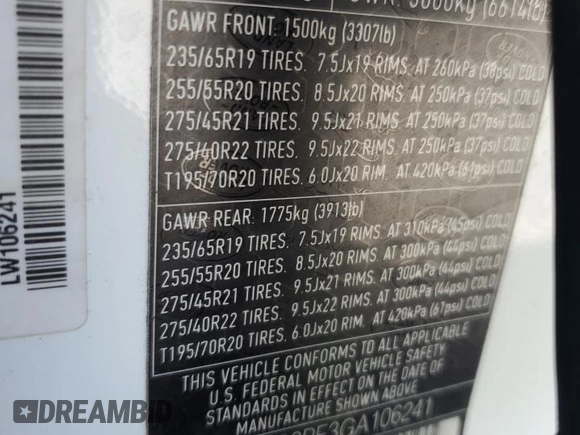 (6614lb)
GAWR FRONT 1500kg (3307lb)
235/65R19 TIRES. 7.5Jx19 RIMS. AT 260kPa (38psi) COLD
255/55R20 TIRES. 8.5Jx20 RIMS. AT 250kPa (37psi) COLD
275/45R21 TIRES. 9.5Jx21 RIMS. AT 250kPa (37psi) COLD
275/40R22 TIRES. 9.5Jx22 RIMS. AT 250kPa (37psi) COLD
T195/70R20 TIRES. 6.0Jx20 RIM. AT 420kPa (61psi) COLD
GAWR REAR: 1775kg (3913lb)
235/65R19 TIRES. 7.5Jx19 RIMS. AT 310kPa (45psi) COLD
255/55R20 TIRES. 8.5Jx20 RIMS. AT 300kPa (44psi) COLD
275/45R21 TIRES. 9.5Jx21 RIMS. AT 300kPa (44psi) COLD
275/40R22 TIRES. 9.5Jx22 RIMS. AT 300kPa (44psi) COLD
T195/70R20 TIRES. 6.0Jx20 RIM. AT 420kPa (61psi) COLD
THIS VEHICLE CONFORMS TO ALL APPLICABLE
U.S. FEDERAL MOTOR VEHICLE SAFETY
STANDARDS IN EFFECT ON THE DATE OF
MANUFACTURE SHOWN ABOVE.
GA106241
LW106241
DREAMBID